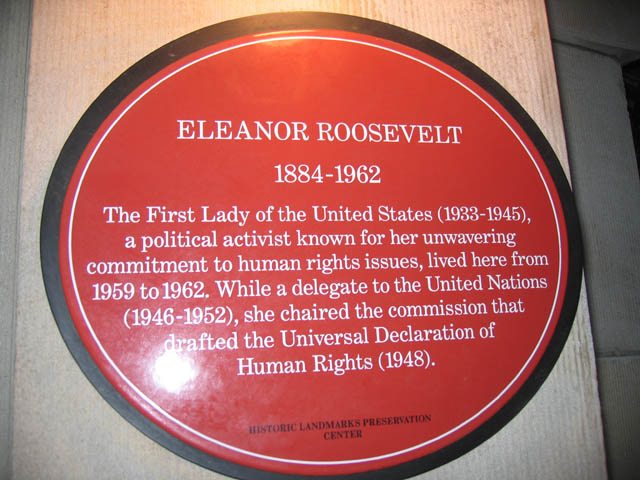 ELEANOR ROOSEVELT
1884-1962
The First Lady of the United States (1933-1945),
a political activist known for her unwavering
commitment to human rights issues, lived here from
1959 to 1962. While a delegate to the United Nations
(1946-1952), she chaired the commission that
drafted the Universal Declaration of
Human Rights (1948).
HISTORIC LANDMARKS PRESERVATION
CENTER